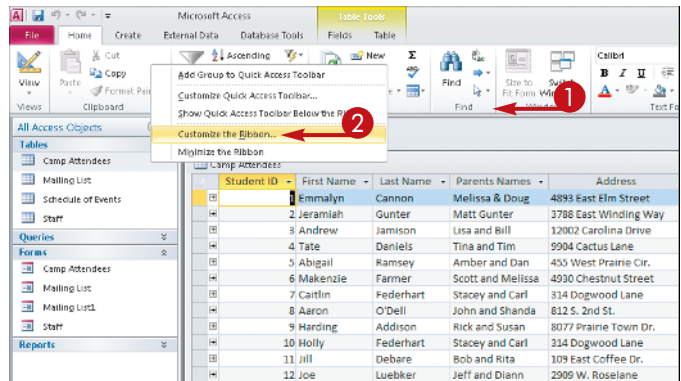 A Microsoft Access Table Tools
File Home Create External Data Database Tools Fields Table
View
Views
Paste
Cut
Copy
Format Pain
Clipboard
Ascending
New
Σ
Find
Find
Size to
Fit Form
Switch
Calibri
B I U
A
Text Fo
1
Add Group to Quick Access Toolbar
Customize Quick Access Toolbar...
Show Quick Access Toolbar Below the Ri
Customize the Ribbon...
Minimize the Ribbon
2
All Access Objects
Tables
Camp Attendees
Mailing List
Schedule of Events
Staff
Queries
Forms
Camp Attendees
Mailing List
Mailing List1
Staff
Reports
Camp Attendees
Student ID First Name Last Name Parents Names Address
1 Emmalyn Cannon Melissa & Doug 4893 East Elm Street
2 Jeramiah Gunter Matt Gunter 3788 East Winding Way
3 Andrew Jamison Lisa and Bill 12002 Carolina Drive
4 Tate Daniels Tina and Tim 9904 Cactus Lane
5 Abigail Ramsey Amber and Dan 455 West Prairie Cir.
6 Makenzie Farmer Scott and Melissa 4930 Chestnut Street
7 Caitlin Federhart Stacey and Carl 314 Dogwood Lane
8 Aaron O'Dell John and Shanda 812 S. 2nd St.
9 Harding Addison Rick and Susan 8077 Prairie Town Dr.
10 Holly Federhart Stacey and Carl 314 Dogwood Lane
11 Jill Debare Bob and Rita 109 East Coffee Dr.
12 Joe Luebker Jeff and Diann 2909 W. Roselane